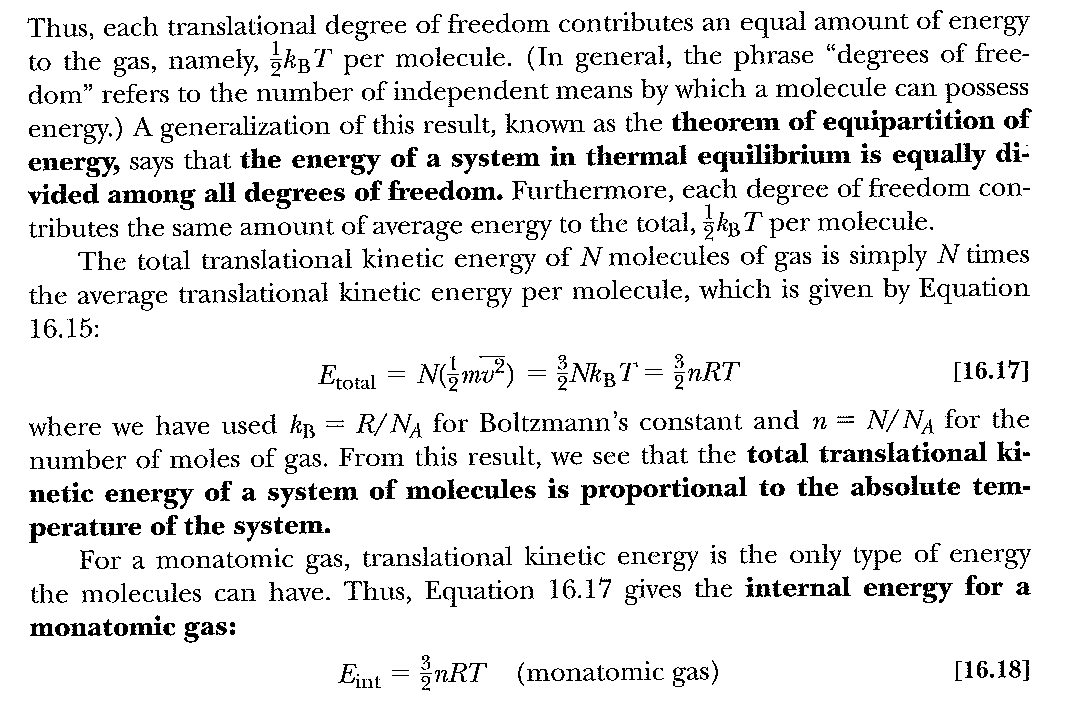 Thus, each translational degree of freedom contributes an equal amount of energy
to the gas, namely, ½k_BT per molecule. (In general, the phrase “degrees of free-
dom” refers to the number of independent means by which a molecule can possess
energy.) A generalization of this result, known as the theorem of equipartition of
energy, says that the energy of a system in thermal equilibrium is equally di-
vided among all degrees of freedom. Furthermore, each degree of freedom con-
tributes the same amount of average energy to the total, ½k_BT per molecule.
The total translational kinetic energy of N molecules of gas is simply N times
the average translational kinetic energy per molecule, which is given by Equation
16.15:
E_total = N(½mv̅²) = 3/2 Nk_BT = 3/2 nRT [16.17]
where we have used k_B = R/N_A for Boltzmann’s constant and n = N/N_A for the
number of moles of gas. From this result, we see that the total translational ki-
netic energy of a system of molecules is proportional to the absolute tem-
perature of the system.
For a monatomic gas, translational kinetic energy is the only type of energy
the molecules can have. Thus, Equation 16.17 gives the internal energy for a
monatomic gas:
E_int = 3/2 nRT (monatomic gas) [16.18]